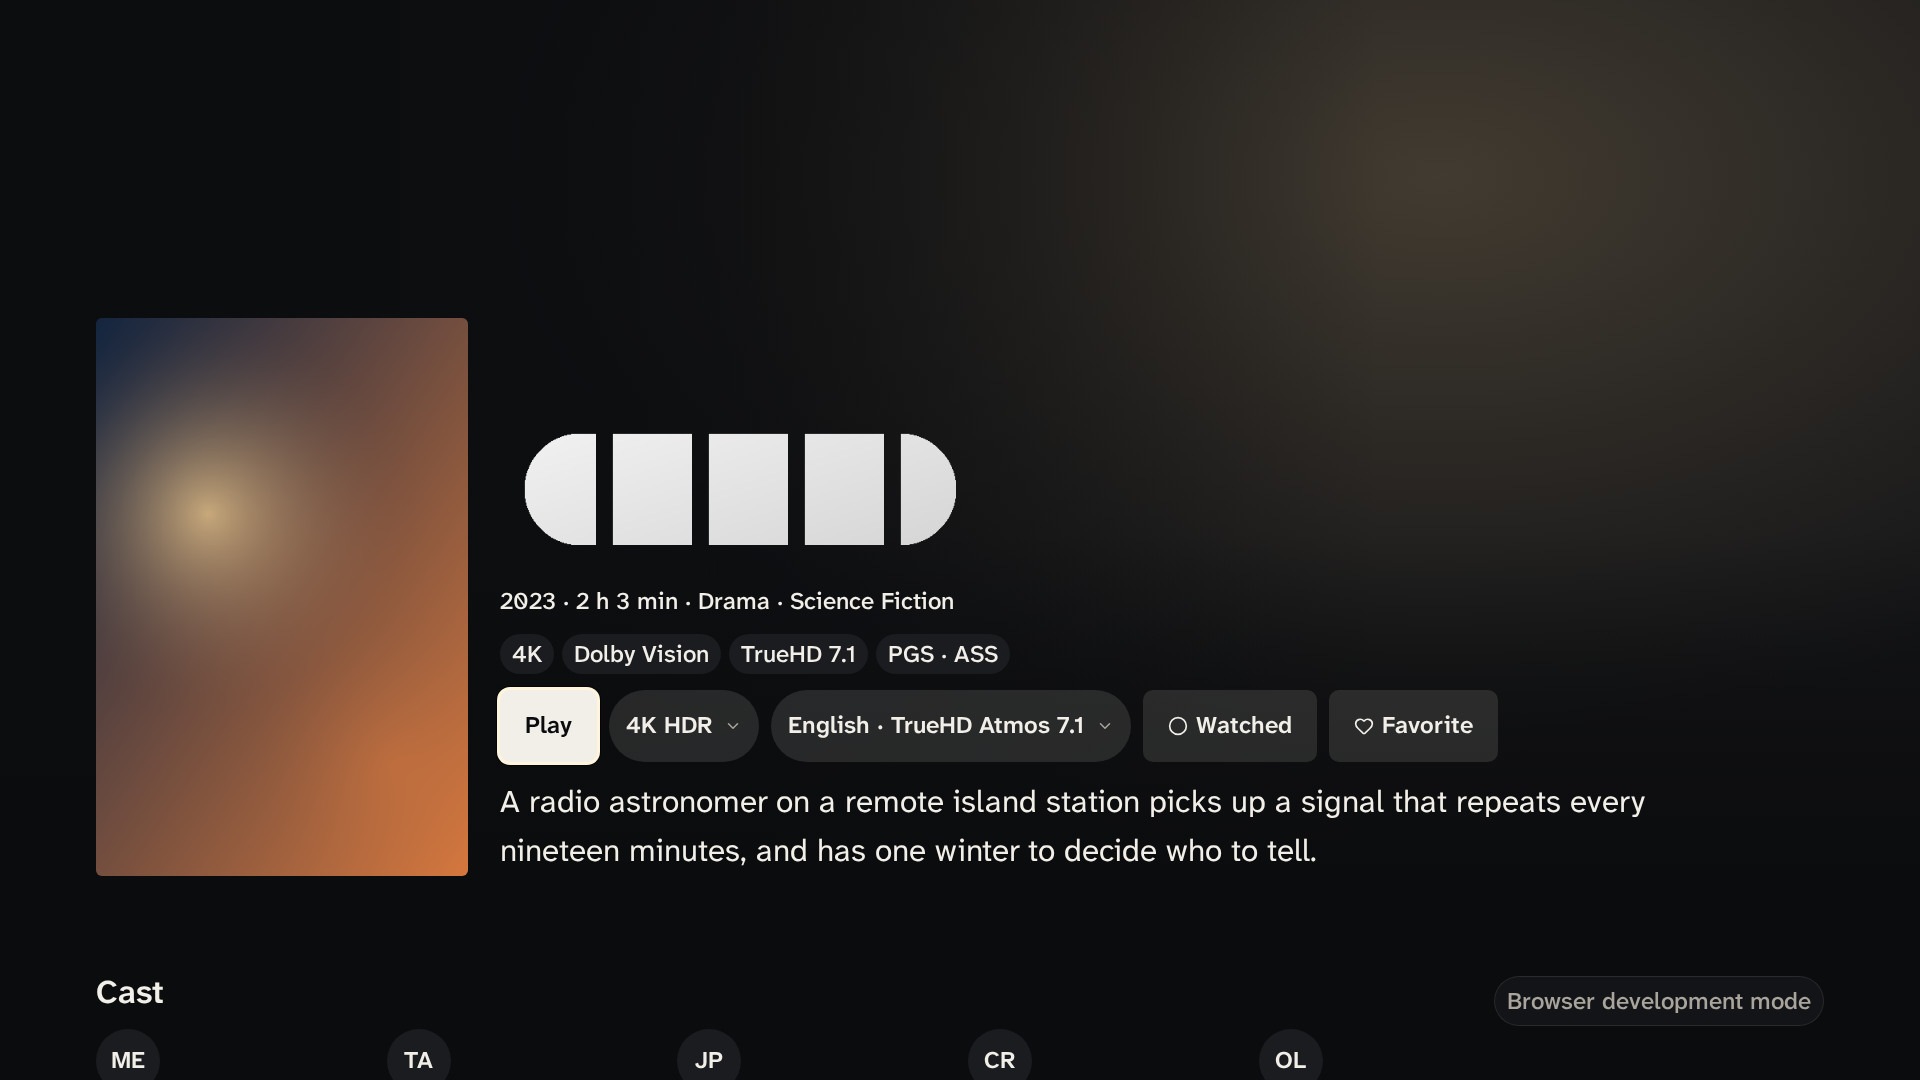 2023 · 2 h 3 min · Drama · Science Fiction
4K Dolby Vision TrueHD 7.1 PGS · ASS
Play 4K HDR English · TrueHD Atmos 7.1 Watched Favorite
A radio astronomer on a remote island station picks up a signal that repeats every
nineteen minutes, and has one winter to decide who to tell.
Cast
Browser development mode
ME TA JP CR OL